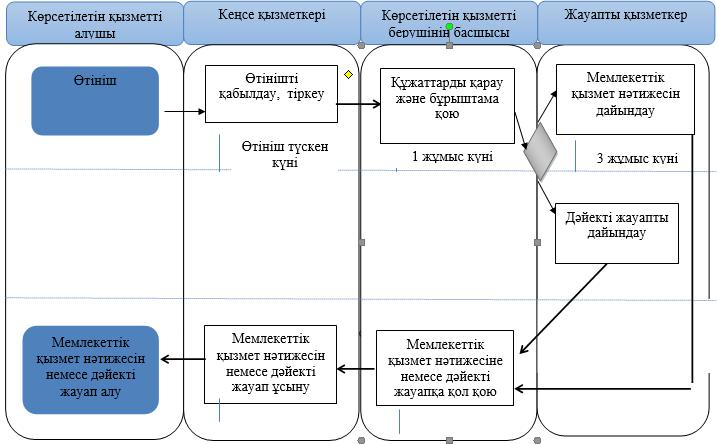 Көрсетілетін қызметті
алушы
Кеңсе қызметкері
Көрсетілетін қызметті
берушінің басшысы
Жауапты қызметкер
Өтініш
Өтінішті
қабылдау, тіркеу
Өтініш түскен
күні
Құжаттарды қарау
және бұрыштама
қою
1 жұмыс күні
Мемлекеттік
қызмет нәтижесін
дайындау
3 жұмыс күні
Дәйекті жауапты
дайындау
Мемлекеттік
қызмет нәтижесін
немесе дәйекті
жауап алу
Мемлекеттік
қызмет нәтижесін
немесе дәйекті
жауап ұсыну
Мемлекеттік
қызмет нәтижесіне
немесе дәйекті
жауапқа қол қою